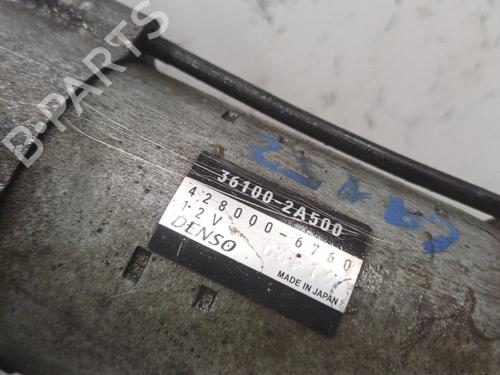 B-PARTS
36100-2A500
428000-6760
12V
DENSO
MADE IN JAPAN